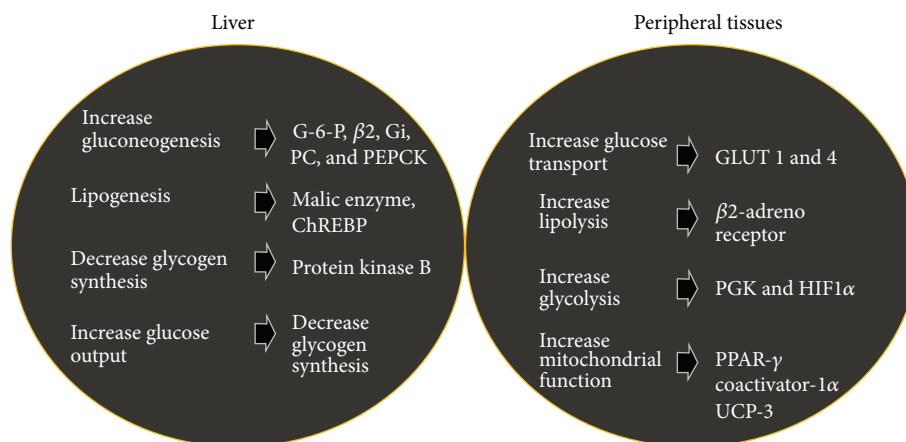 Liver
Increase
gluconeogenesis
G-6-P, β2, Gi,
PC, and PEPCK
Lipogenesis
Malic enzyme,
ChREBP
Decrease glycogen
synthesis
Protein kinase B
Increase glucose
output
Decrease
glycogen
synthesis
Peripheral tissues
Increase glucose
transport
GLUT 1 and 4
Increase
lipolysis
β2-adreno
receptor
Increase
glycolysis
PGK and HIF1α
Increase
mitochondrial
function
PPAR-γ
coactivator-1α
UCP-3